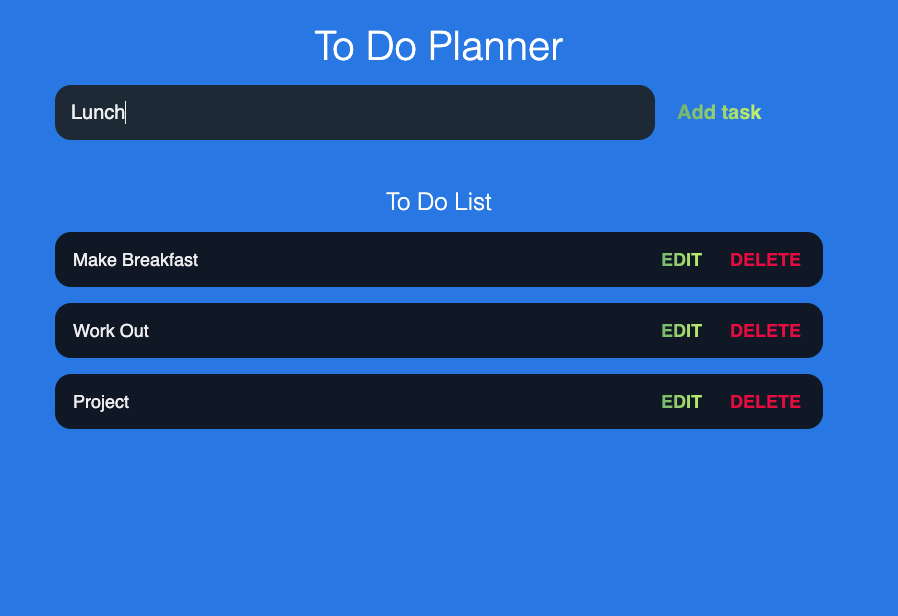 To Do Planner
Lunch
Add task
To Do List
Make Breakfast EDIT DELETE
Work Out EDIT DELETE
Project EDIT DELETE